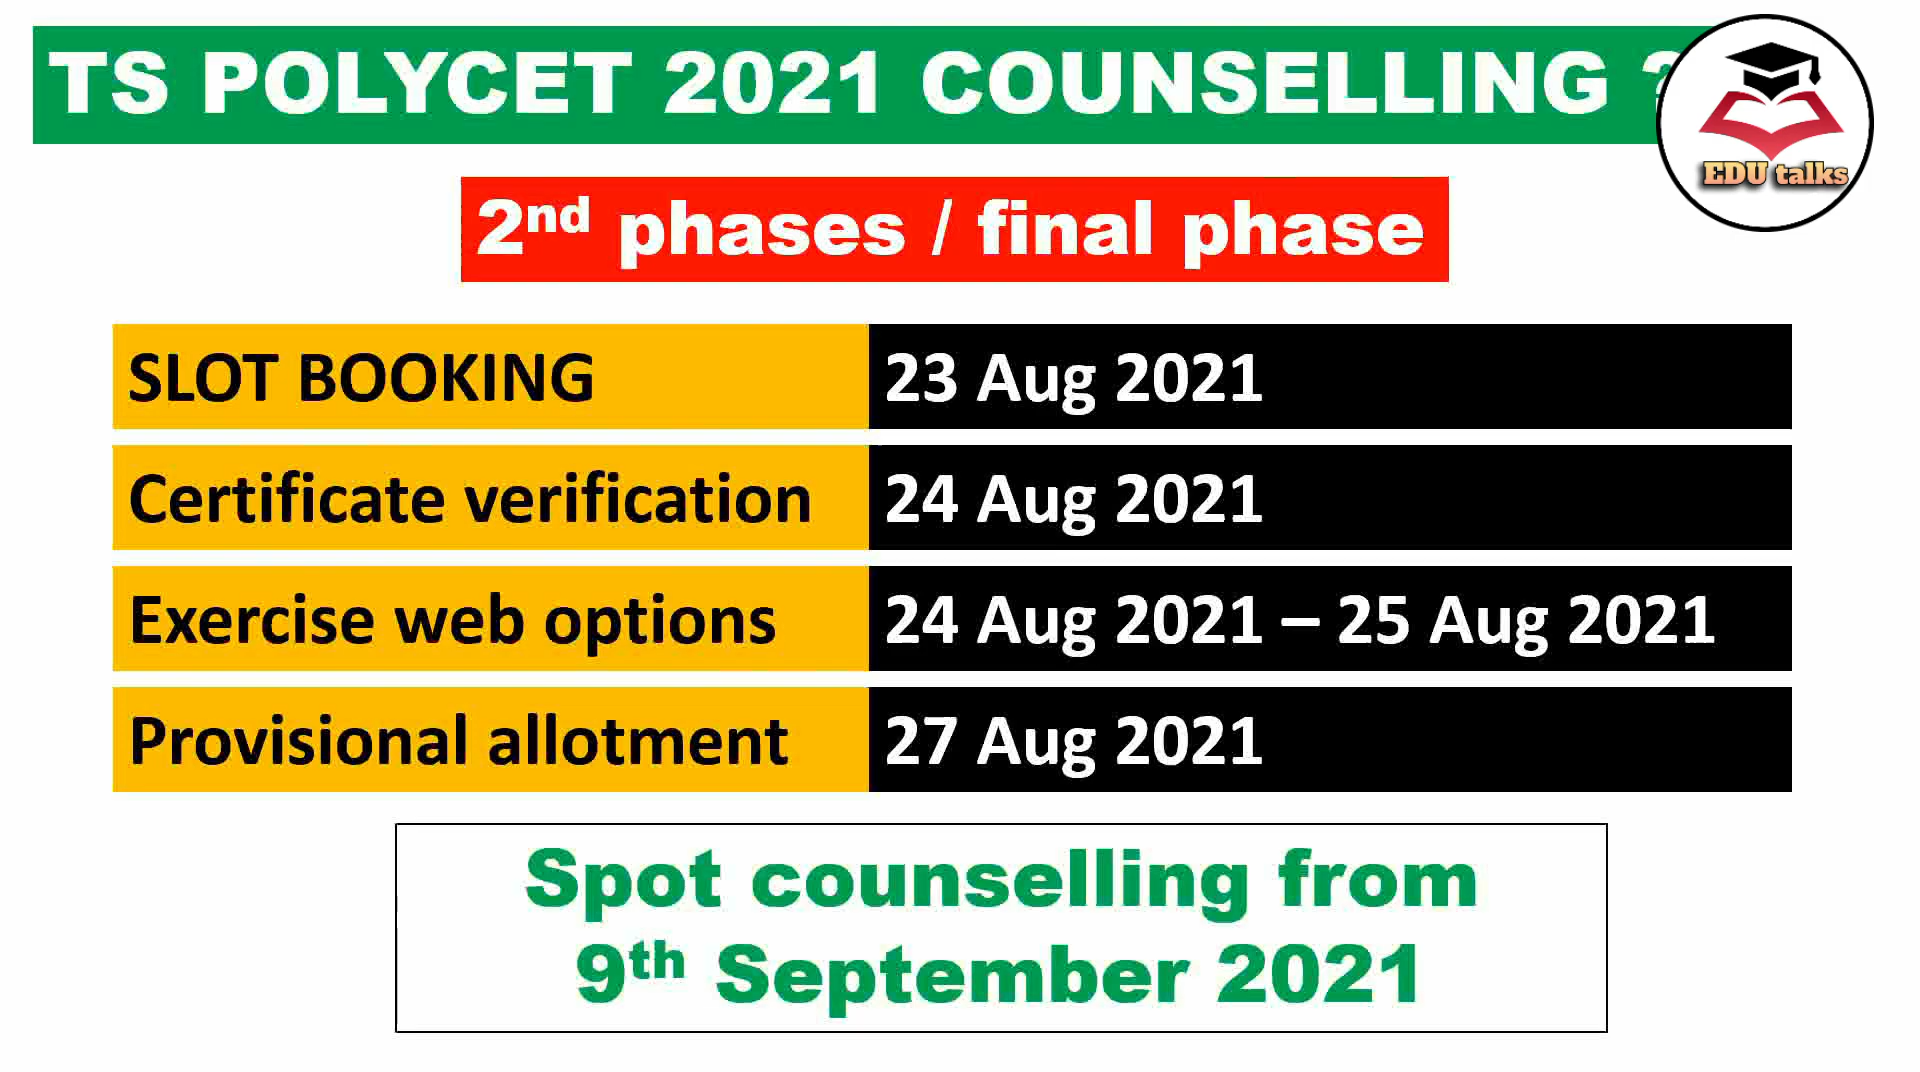 TS POLYCET 2021 COUNSELLING ?
EDU talks
2nd phases / final phase
SLOT BOOKING 23 Aug 2021
Certificate verification 24 Aug 2021
Exercise web options 24 Aug 2021 – 25 Aug 2021
Provisional allotment 27 Aug 2021
Spot counselling from
9th September 2021